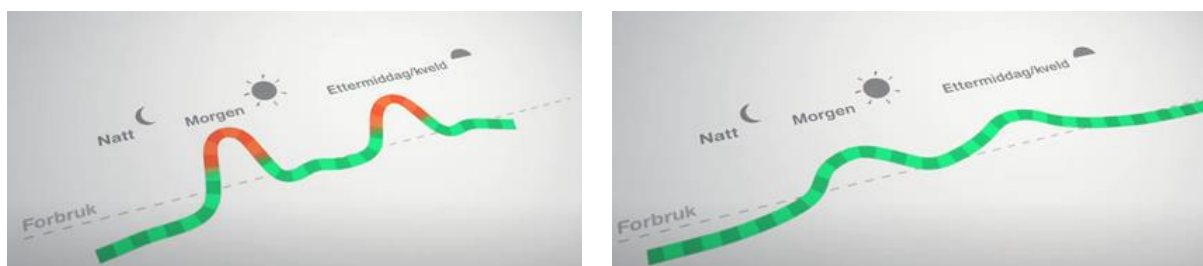 Natt
Morgen
Ettermiddag/kveld
Forbruk
Natt
Morgen
Ettermiddag/kveld
Forbruk